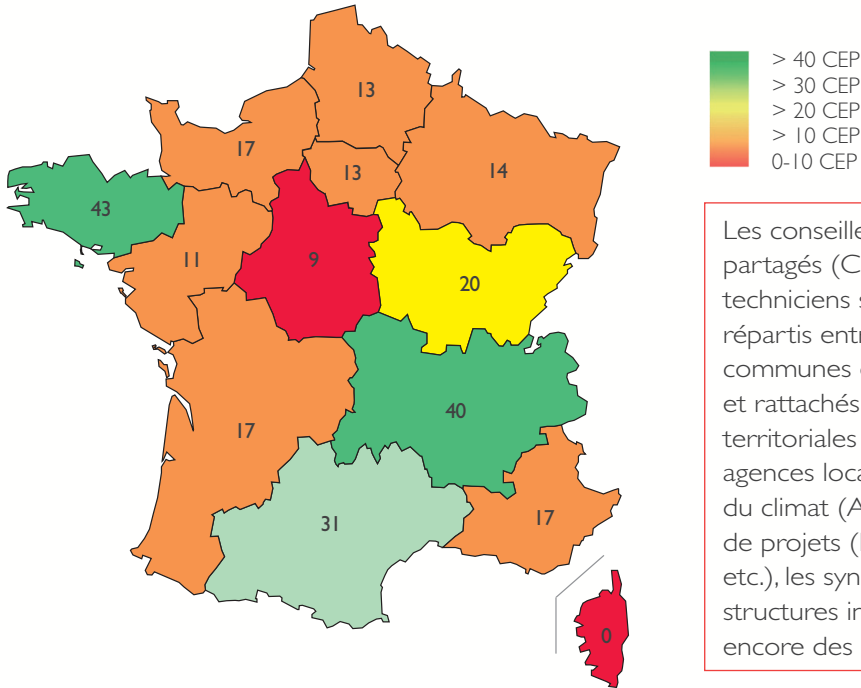 13
17
13
14
43
11
9
20
17
40
31
17
0
> 40 CEP
> 30 CEP
> 20 CEP
> 10 CEP
0-10 CEP
Les conseille
partagés (C
techniciens s
répartis entr
communes
et rattachés
territoriales
agences loca
du climat (A
de projets (
etc.), les syn
structures in
encore des